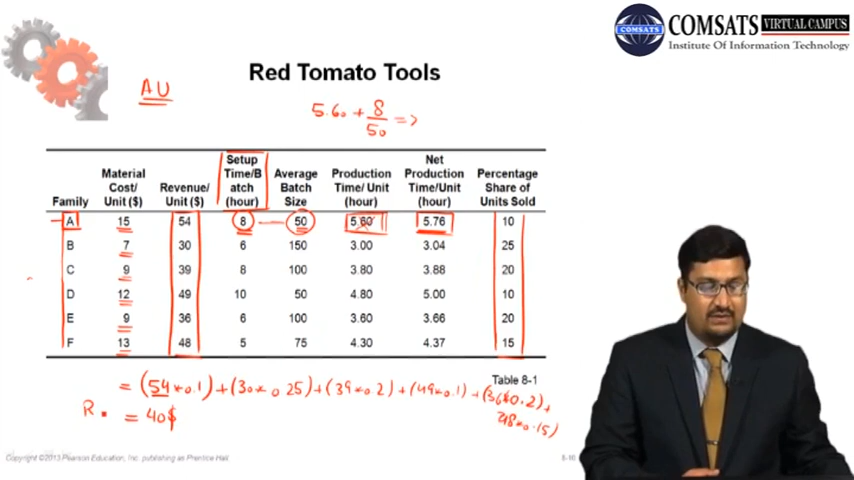 COMSATS VIRTUAL CAMPUS
COMSATS
Institute Of Information Technology
Red Tomato Tools
AU
5.60 + 8/50 =>
Family Material Cost/ Unit ($) Revenue/ Unit ($) Setup Time/B atch (hour) Average Batch Size Production Time/ Unit (hour) Net Production Time/Unit (hour) Percentage Share of Units Sold
A 15 54 8 50 5.60 5.76 10
B 7 30 6 150 3.00 3.04 25
C 9 39 8 100 3.80 3.88 20
D 12 49 10 50 4.80 5.00 10
E 9 36 6 100 3.60 3.66 20
F 13 48 5 75 4.30 4.37 15
Table 8-1
= (54*0.1) + (30*0.25) + (39*0.2) + (49*0.1) + (36*0.2) +
48*0.15)
R. = 40$
Copyright ©2013 Pearson Education, Inc. publishing as Prentice Hall
8-10